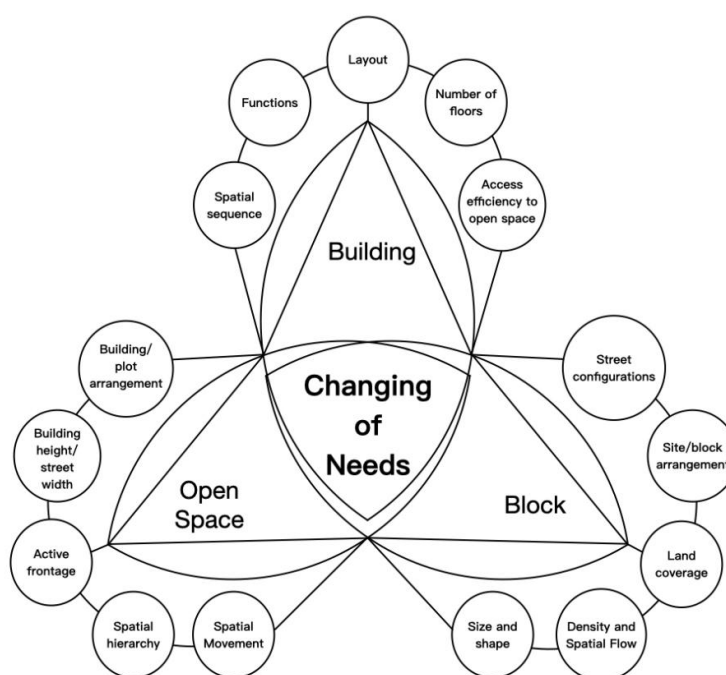 Layout
Functions
Number of
floors
Spatial
sequence
Access
efficiency to
open space
Building
Building/
plot
arrangement
Street
configurations
Changing
of
Needs
Building
height/
street
width
Site/block
arrangement
Open
Space
Block
Active
frontage
Land
coverage
Spatial
hierarchy
Spatial
Movement
Size and
shape
Density and
Spatial Flow